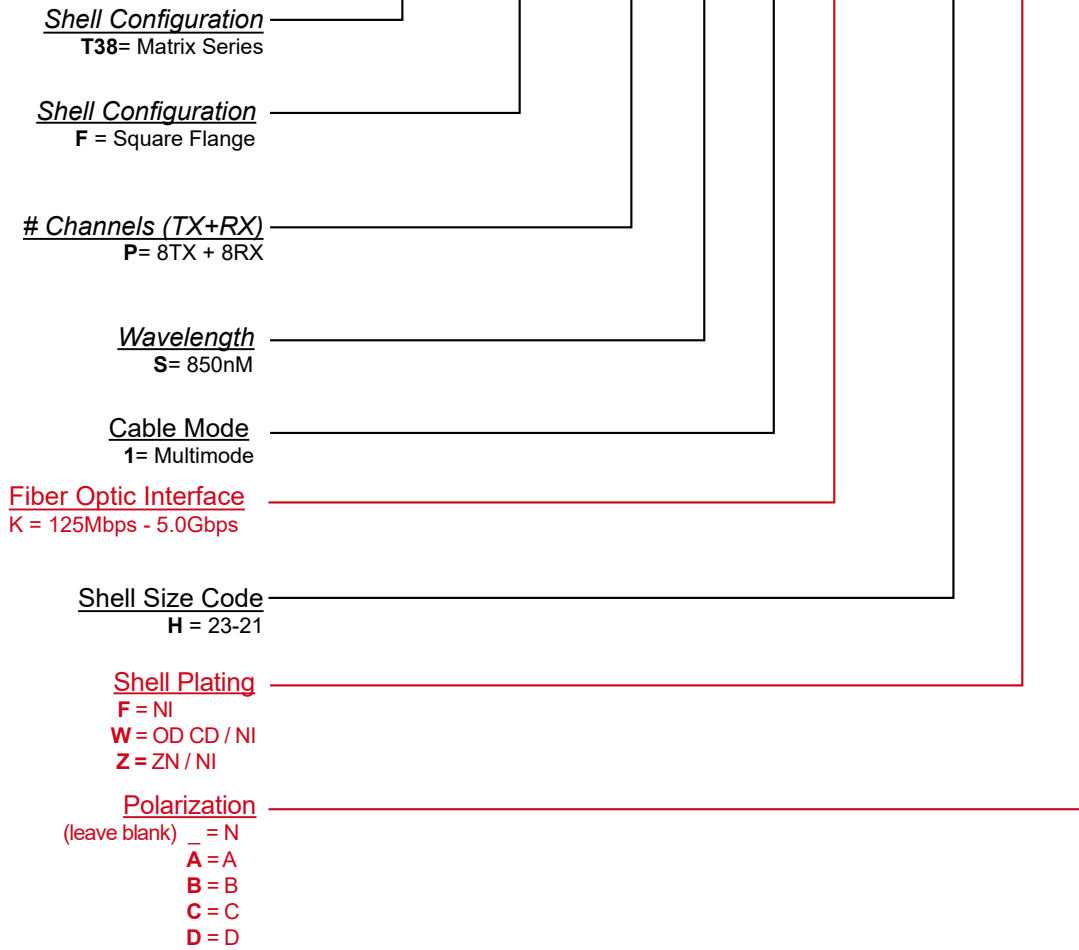 Shell Configuration
T38= Matrix Series
Shell Configuration
F = Square Flange
# Channels (TX+RX)
P= 8TX + 8RX
Wavelength
S= 850nM
Cable Mode
1= Multimode
Fiber Optic Interface
K = 125Mbps - 5.0Gbps
Shell Size Code
H = 23-21
Shell Plating
F = NI
W = OD CD / NI
Z = ZN / NI
Polarization
(leave blank) _ = N
A = A
B = B
C = C
D = D